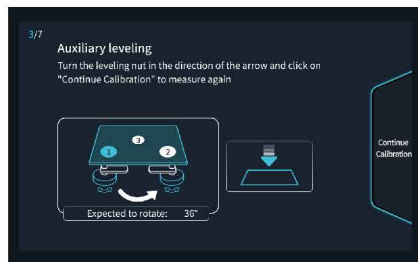 3/7
Auxiliary leveling
Turn the leveling nut in the direction of the arrow and click on
"Continue Calibration" to measure again
3
1
2
Continue
Calibration
Expected to rotate: 36°